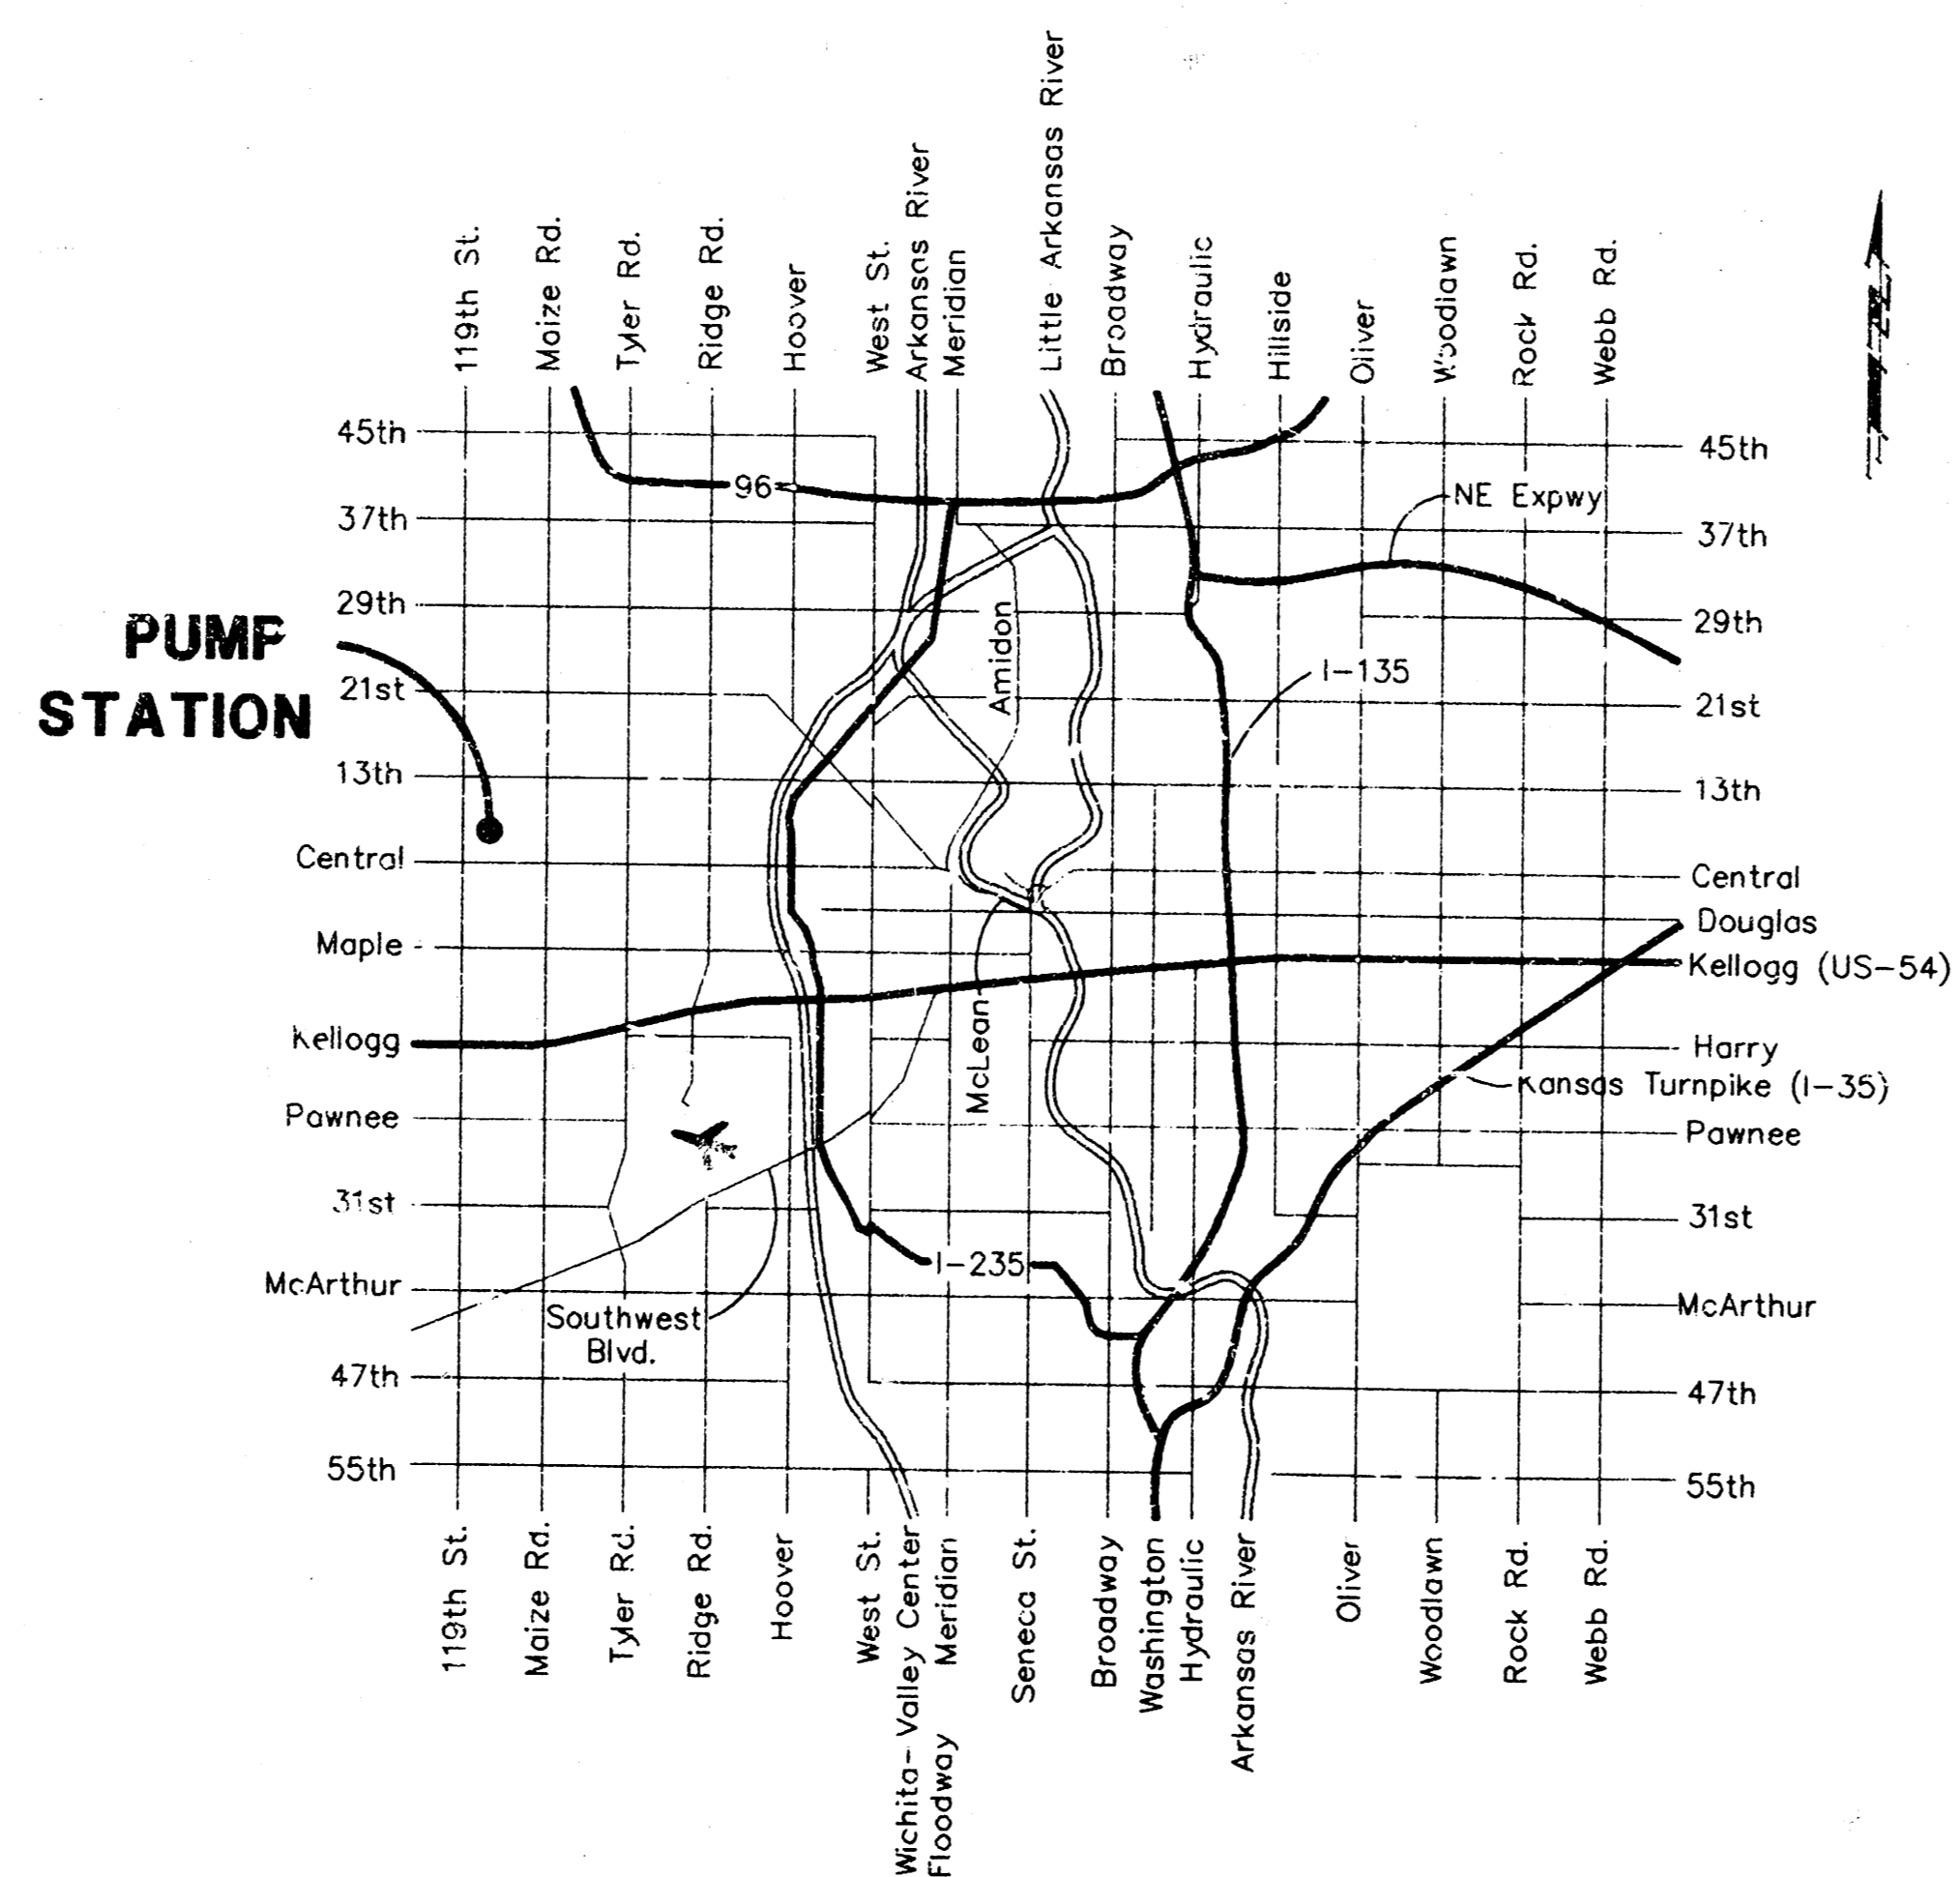 119th St.
Maize Rd.
Tyler Rd.
Ridge Rd.
Hoover
West St.
Arkansas River
Meridian
Little Arkansas River
Broadway
Hydraulic
Hillside
Oliver
Woodlawn
Rock Rd.
Webb Rd.
45th
45th
96
NE Expwy
37th
37th
29th
29th
PUMP
STATION
Amidon
I-135
21st
21st
13th
13th
Central
Central
Douglas
Maple
Kellogg (US-54)
McLean
Kellogg
Harry
Kansas Turnpike (I-35)
Pawnee
Pawnee
31st
31st
I-235
McArthur
McArthur
Southwest
Blvd.
47th
47th
55th
55th
119th St.
Maize Rd.
Tyler Rd.
Ridge Rd.
Hoover
West St.
Wichita-Valley Center
Floodway
Meridian
Seneca St.
Broadway
Washington
Hydraulic
Arkansas River
Oliver
Woodlawn
Rock Rd.
Webb Rd.